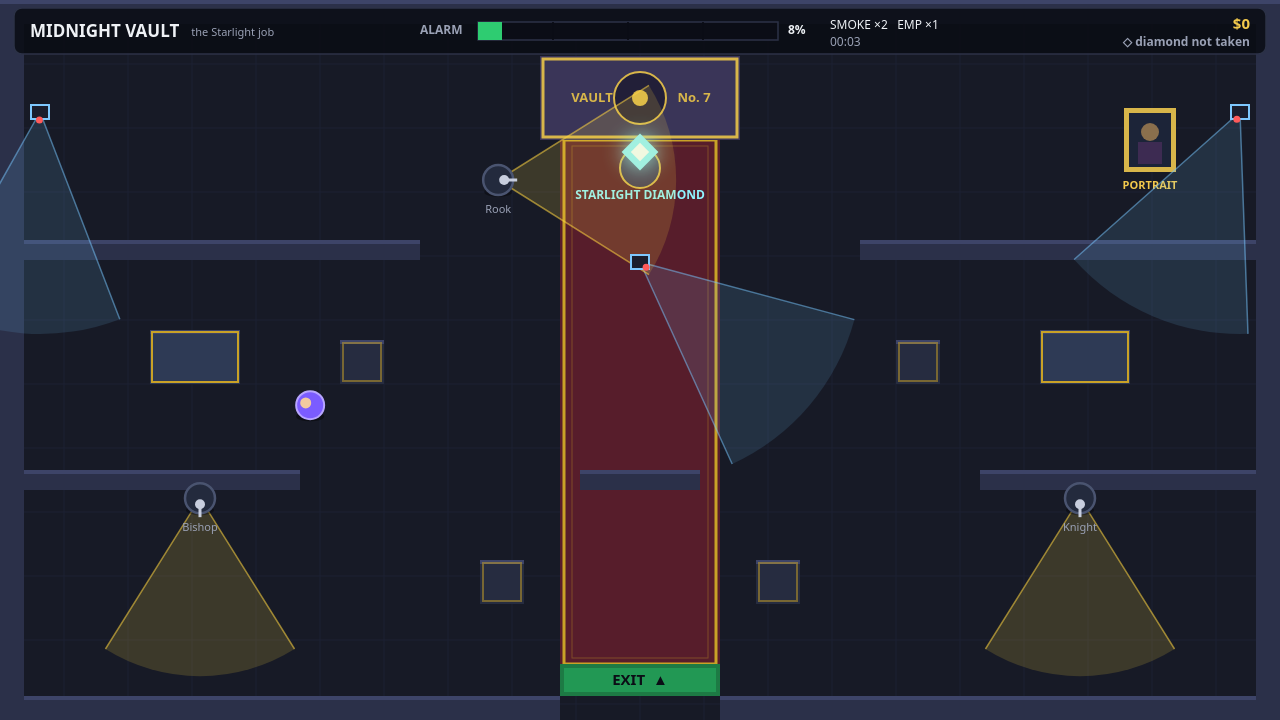 MIDNIGHT VAULT the Starlight job
ALARM 8%
SMOKE ×2 EMP ×1
00:03
$0
◇ diamond not taken
VAULT No. 7
STARLIGHT DIAMOND
Rook
PORTRAIT
Bishop
Knight
EXIT ▲